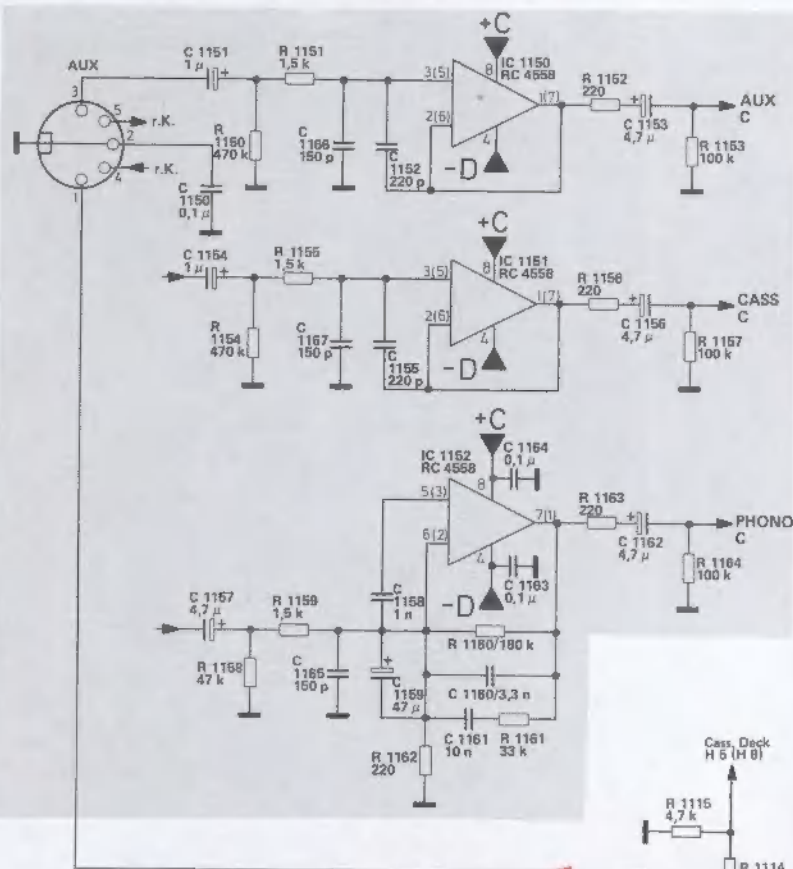 +C
C 1151
1 µ
R 1151
1,5 k
AUX
3
5
r.K.
2
r.K.
4
1
R
1150
470 k
C
1150
0,1 µ
C
1166
150 p
C
1152
220 p
3(5)
2(6)
8
4
IC 1150
RC 4558
1(7)
-D
R 1152
220
C 1153
4,7 µ
R 1153
100 k
AUX
C
+C
C 1154
1 µ
R 1155
1,5 k
R
1154
470 k
C
1167
150 p
C
1155
220 p
3(5)
2(6)
8
4
IC 1151
RC 4558
1(7)
-D
R 1156
220
C 1156
4,7 µ
R 1157
100 k
CASS
C
+C
IC 1152
RC 4558
C 1164
0,1 µ
8
5(3)
6(2)
4
7(1)
-D
C 1163
0,1 µ
R 1163
220
C 1162
4,7 µ
R 1164
100 k
PHONO
C
C 1157
4,7 µ
R 1159
1,5 k
R 1158
47 k
C
1165
150 p
C
1158
1 n
C
1159
47 µ
R 1160/180 k
C 1160/3,3 n
C 1161
10 n
R 1161
33 k
R 1162
220
Cass. Deck
H 5 (H 8)
R 1115
4,7 k
R 1114